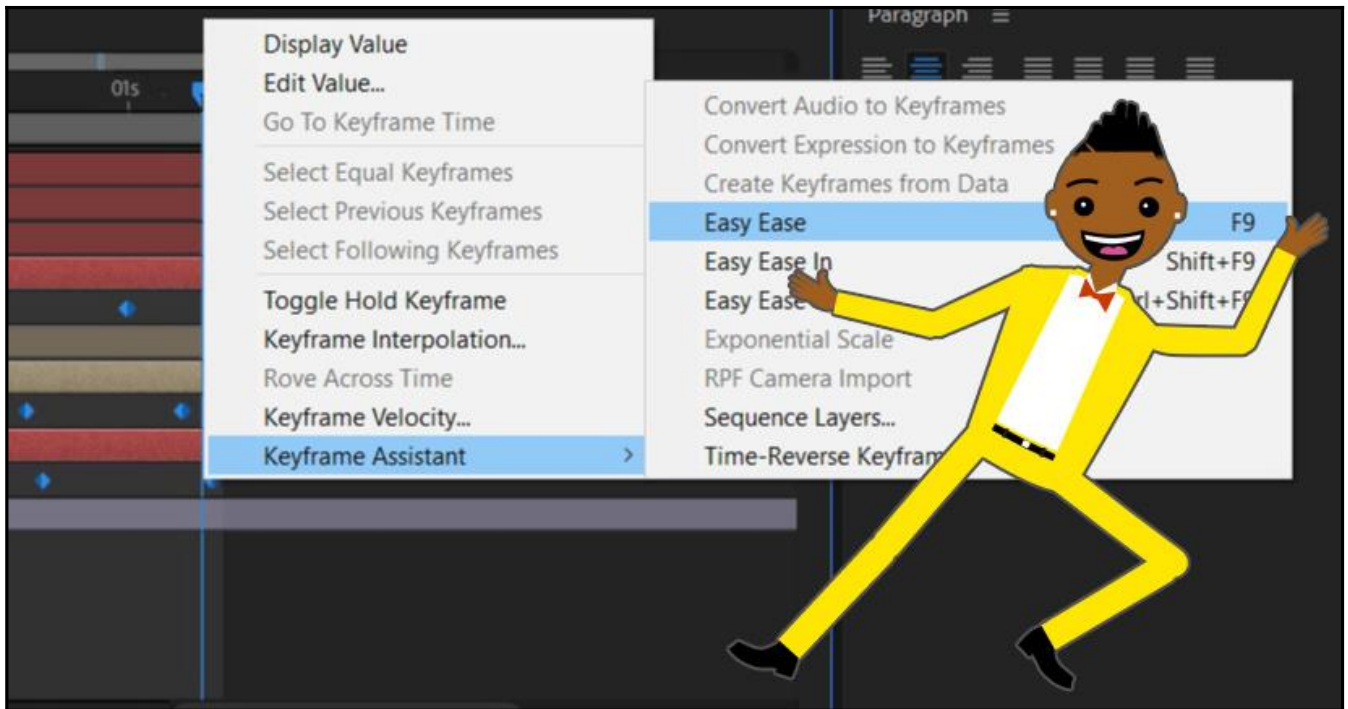 Paragraph
01s
Display Value
Edit Value...
Go To Keyframe Time
Select Equal Keyframes
Select Previous Keyframes
Select Following Keyframes
Toggle Hold Keyframe
Keyframe Interpolation...
Rove Across Time
Keyframe Velocity...
Keyframe Assistant
Convert Audio to Keyframes
Convert Expression to Keyframes
Create Keyframes from Data
Easy Ease F9
Easy Ease In Shift+F9
Easy Ease
Exponential Scale
RPF Camera Import
Sequence Layers...
Time-Reverse